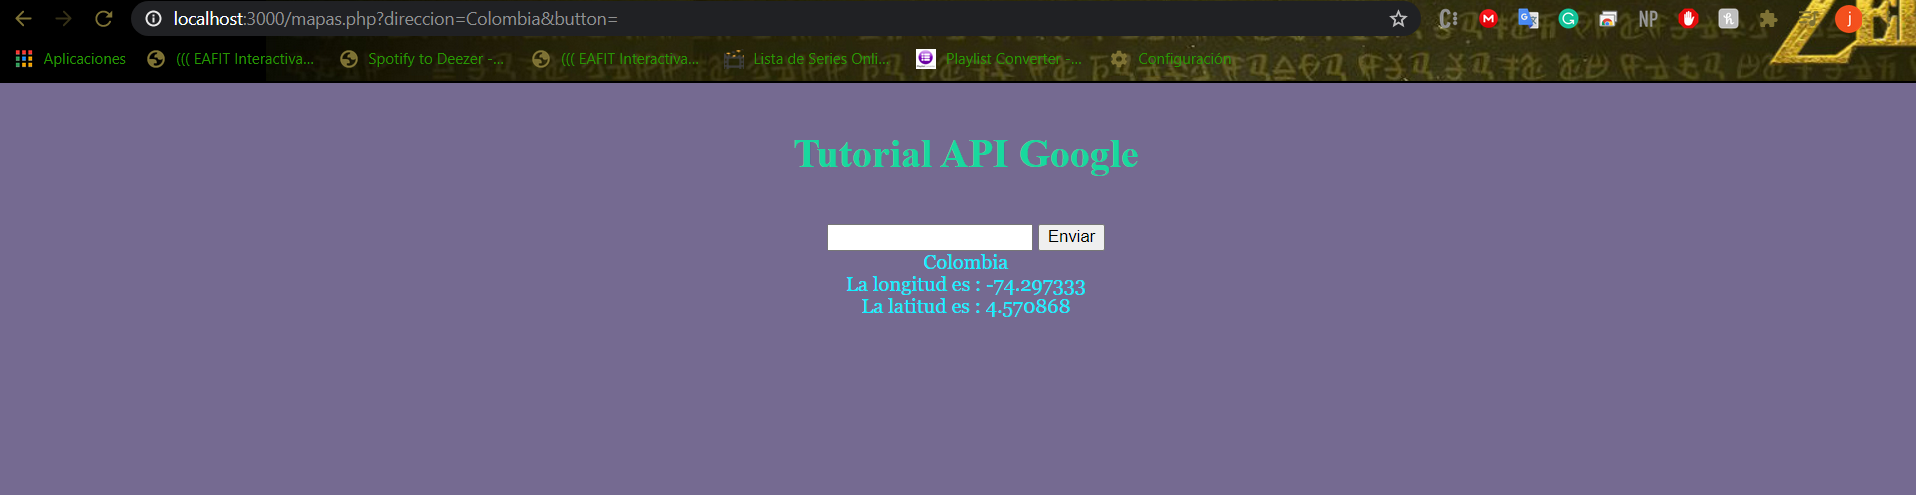 localhost:3000/mapas.php?direccion=Colombia&button=
NP
j
Aplicaciones
((( EAFIT Interactiva...
Spotify to Deezer -...
((( EAFIT Interactiva...
Lista de Series Onli...
Playlist Converter -...
Configuración
Tutorial API Google
Enviar
Colombia
La longitud es : -74.297333
La latitud es : 4.570868